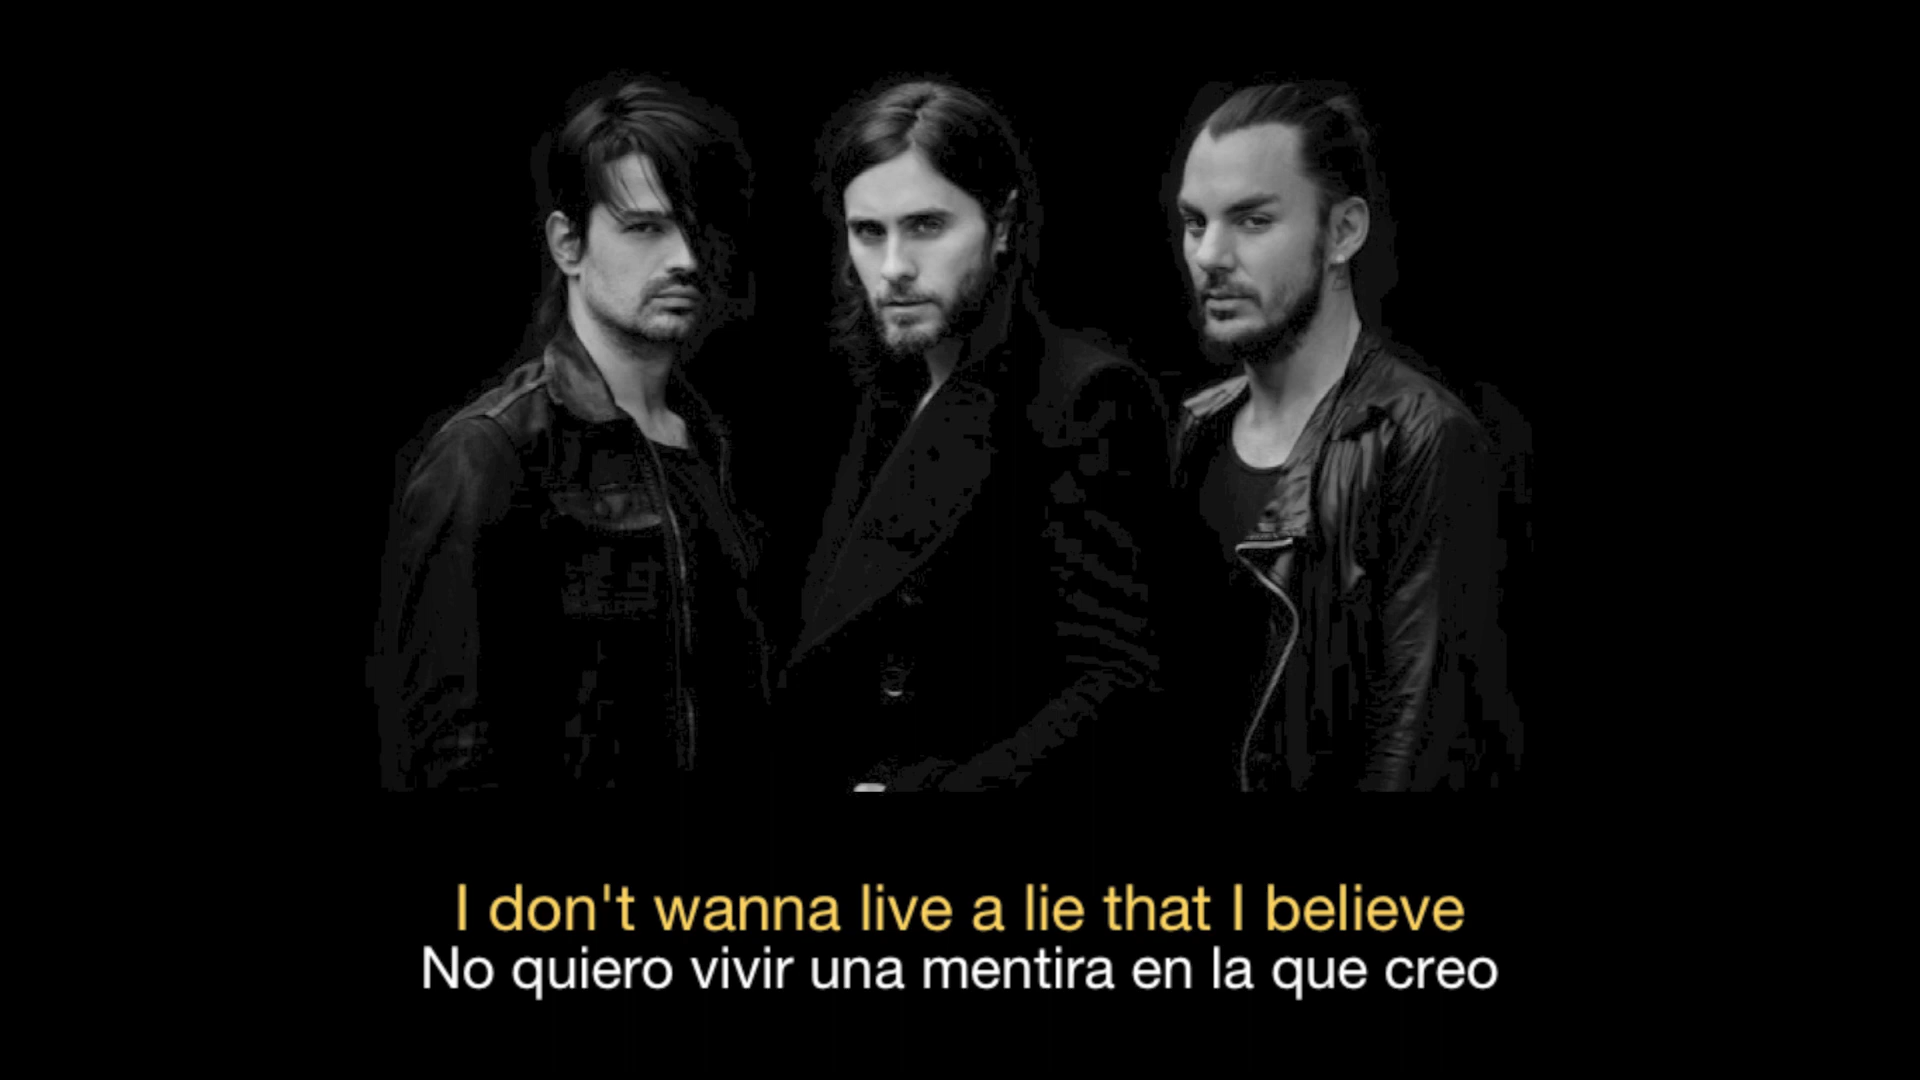 I don't wanna live a lie that I believe
No quiero vivir una mentira en la que creo